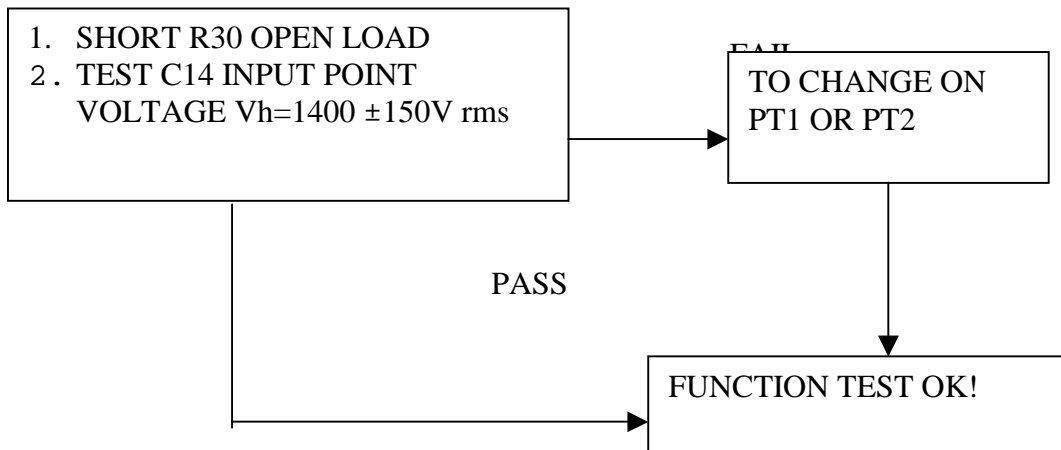 1. SHORT R30 OPEN LOAD
2. TEST C14 INPUT POINT
VOLTAGE Vh=1400 ±150V rms
FAIL
TO CHANGE ON
PT1 OR PT2
PASS
FUNCTION TEST OK!